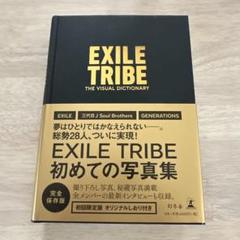 EXILE
TRIBE
THE VISUAL DICTIONARY
EXILE 三代目 J Soul Brothers GENERATIONS
夢はひとりではかなえられない――。
総勢28人、ついに実現!
EXILE TRIBE
初めての写真集
完全保存版
撮り下ろし写真、秘蔵写真満載
全メンバーの最新インタビューも収録。
初回限定版 オリジナルしおり付き
幻冬舎